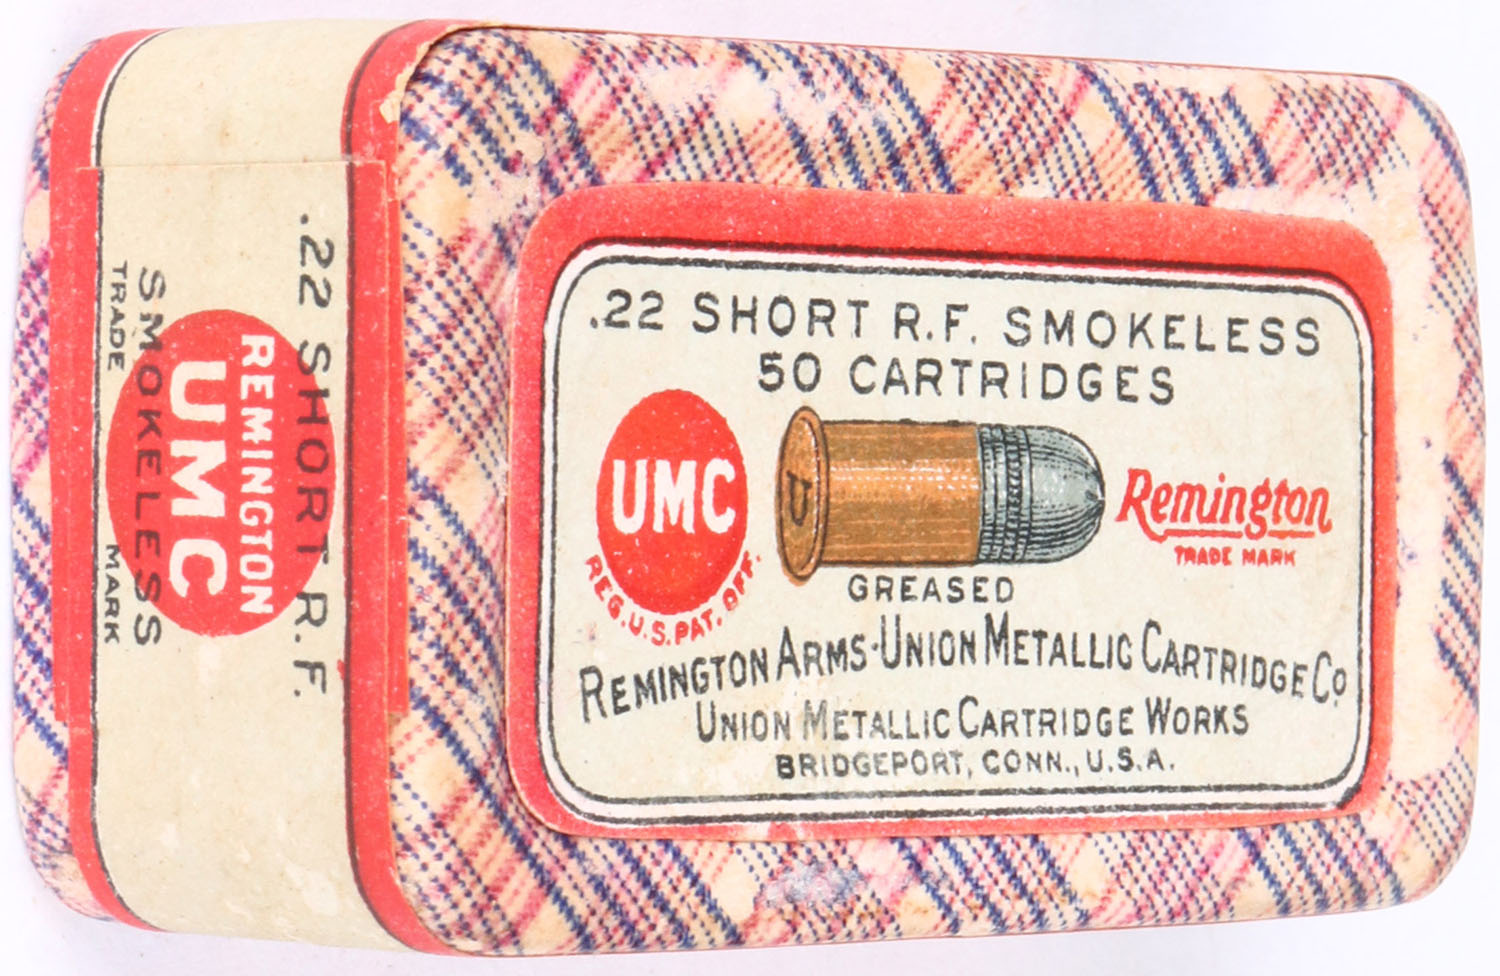 .22 SHORT R.F. SMOKELESS
50 CARTRIDGES
UMC
REG. U.S. PAT. OFF.
U
Remington
TRADE MARK
GREASED
REMINGTON ARMS-UNION METALLIC CARTRIDGE CO.
UNION METALLIC CARTRIDGE WORKS
BRIDGEPORT, CONN., U.S.A.
.22 SHORT R.F.
REMINGTON
UMC
SMOKELESS
TRADE MARK